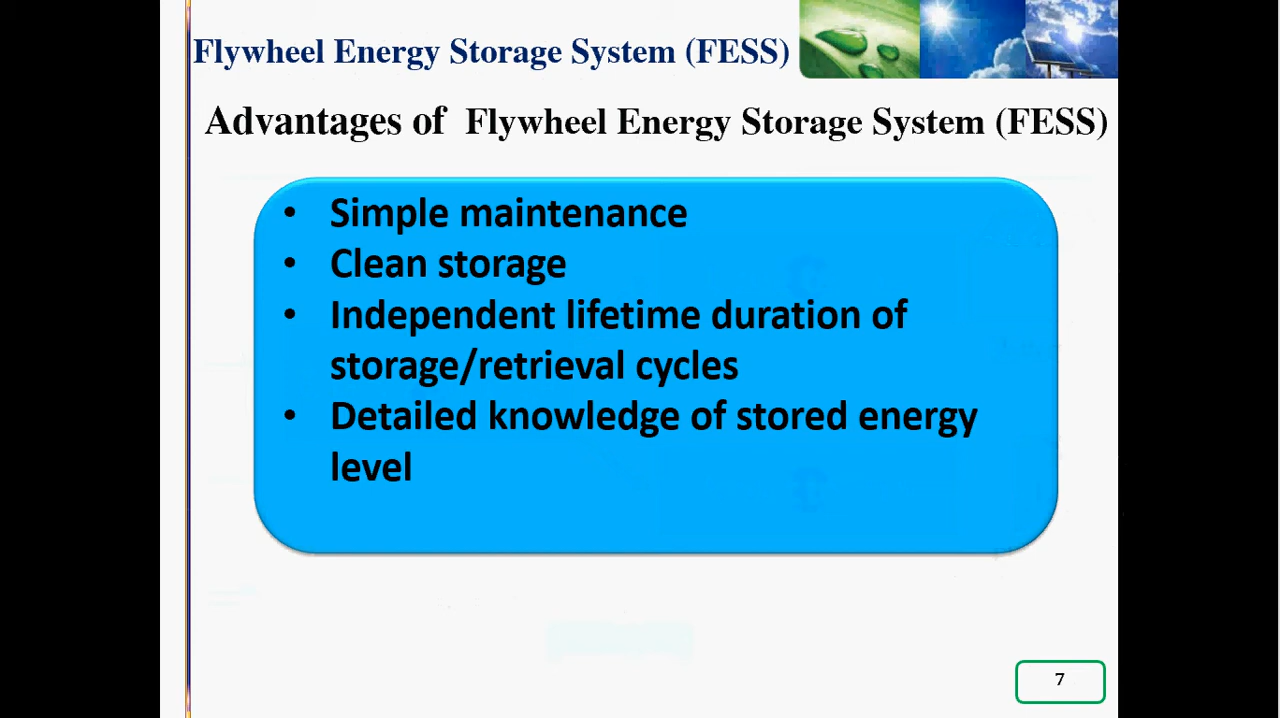 Flywheel Energy Storage System (FESS)
Advantages of Flywheel Energy Storage System (FESS)
• Simple maintenance
• Clean storage
• Independent lifetime duration of
storage/retrieval cycles
• Detailed knowledge of stored energy
level
7